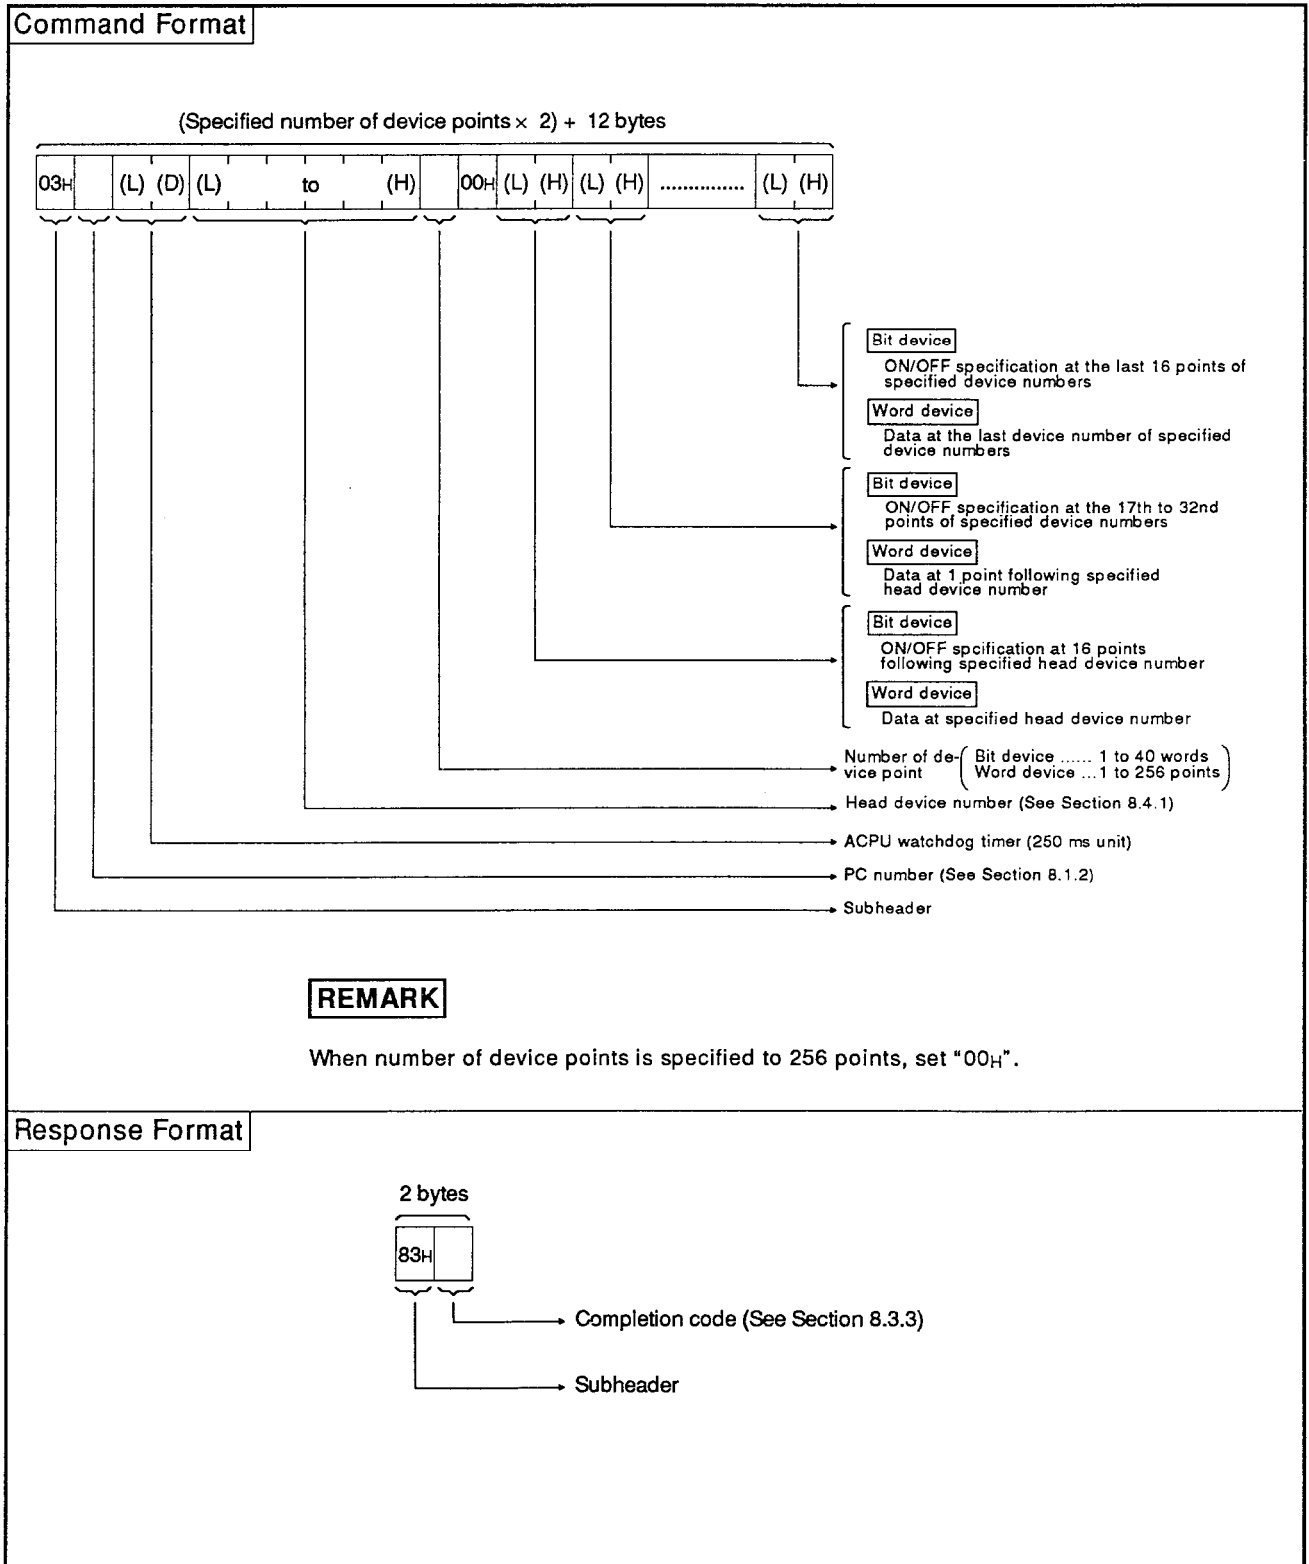 Command Format
(Specified number of device points × 2) + 12 bytes
03H (L) (D) (L) to (H) 00H (L) (H) (L) (H) ............... (L) (H)
Bit device
ON/OFF specification at the last 16 points of
specified device numbers
Word device
Data at the last device number of specified
device numbers
Bit device
ON/OFF specification at the 17th to 32nd
points of specified device numbers
Word device
Data at 1 point following specified
head device number
Bit device
ON/OFF spcification at 16 points
following specified head device number
Word device
Data at specified head device number
Number of de- ( Bit device ...... 1 to 40 words
vice point Word device ...1 to 256 points )
Head device number (See Section 8.4.1)
ACPU watchdog timer (250 ms unit)
PC number (See Section 8.1.2)
Subheader
REMARK
When number of device points is specified to 256 points, set “00H”.
Response Format
2 bytes
83H
Completion code (See Section 8.3.3)
Subheader